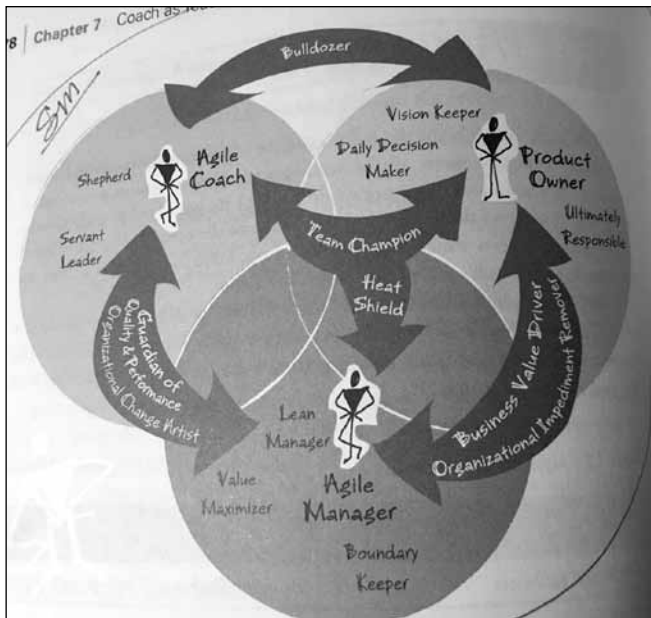 8 | Chapter 7 Coach as
SM
Bulldozer
Vision Keeper
Daily Decision
Maker
Product
Owner
Ultimately
Responsible
Agile
Coach
Shepherd
Servant
Leader
Team Champion
Heat
Shield
Guardian of
Quality & Performance
Organizational Change Artist
Business Value Driver
Organizational Impediment Remover
Lean
Manager
Value
Maximizer
Agile
Manager
Boundary
Keeper